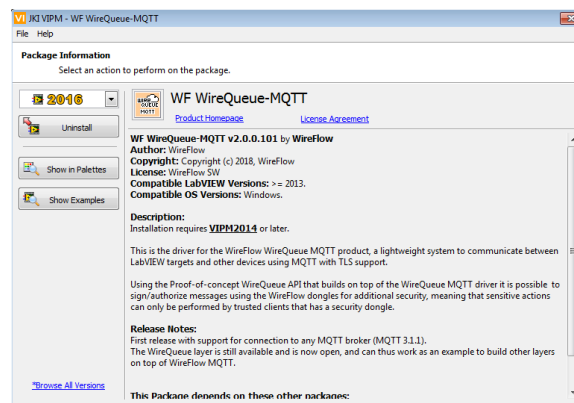 VI JKI VIPM - WF WireQueue-MQTT
File Help
Package Information
Select an action to perform on the package.
2016
Uninstall
Show in Palettes
Show Examples
*Browse All Versions
WIRE
QUEUE
MQTT
WF WireQueue-MQTT
Product Homepage License Agreement
WF WireQueue-MQTT v2.0.0.101 by WireFlow
Author: WireFlow
Copyright: Copyright (c) 2018, WireFlow
License: WireFlow SW
Compatible LabVIEW Versions: >= 2013.
Compatible OS Versions: Windows.
Description:
Installation requires VIPM2014 or later.
This is the driver for the WireFlow WireQueue MQTT product, a lightweight system to communicate between
LabVIEW targets and other devices using MQTT with TLS support.
Using the Proof-of-concept WireQueue API that builds on top of the WireQueue MQTT driver it is possible to
sign/authorize messages using the WireFlow dongles for additional security, meaning that sensitive actions
can only be performed by trusted clients that has a security dongle.
Release Notes:
First release with support for connection to any MQTT broker (MQTT 3.1.1).
The WireQueue layer is still available and is now open, and can thus work as an example to build other layers
on top of WireFlow MQTT.
This Package depends on these other packages: